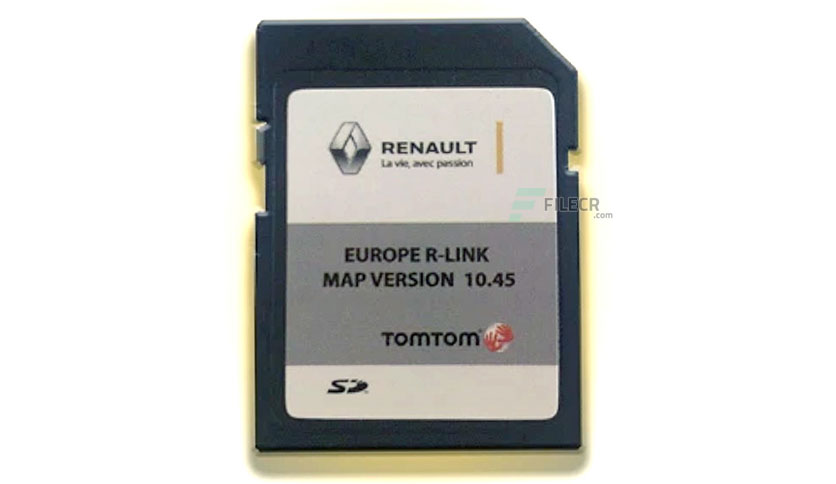 RENAULT
La vie, avec passion
FILECR
.com
EUROPE R-LINK
MAP VERSION 10.45
TOMTOM
SD